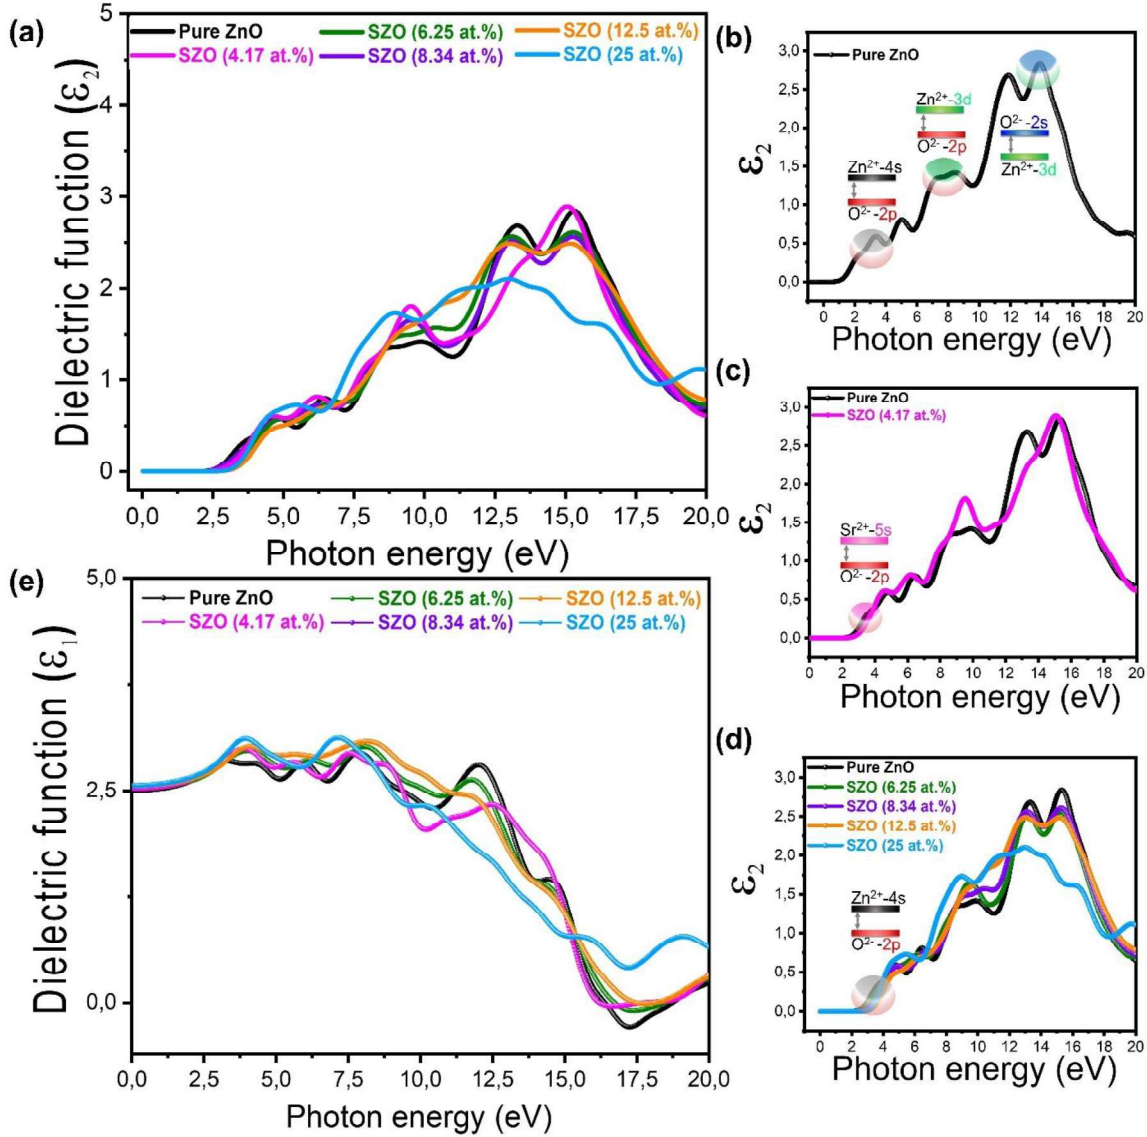 (a)
Pure ZnO
SZO (6.25 at.%)
SZO (12.5 at.%)
SZO (4.17 at.%)
SZO (8.34 at.%)
SZO (25 at.%)
Dielectric function (ε₂)
5
4
3
2
1
0
0,0 2,5 5,0 7,5 10,0 12,5 15,0 17,5 20,0
Photon energy (eV)
(b)
Pure ZnO
ε₂
3,0
2,5
2,0
1,5
1,0
0,5
0,0
Zn²⁺-3d
O²⁻-2p
O²⁻-2s
Zn²⁺-3d
Zn²⁺-4s
O²⁻-2p
0 2 4 6 8 10 12 14 16 18 20
Photon energy (eV)
(c)
Pure ZnO
SZO (4.17 at.%)
ε₂
3,0
2,5
2,0
1,5
1,0
0,5
0,0
Sr²⁺-5s
O²⁻-2p
0 2 4 6 8 10 12 14 16 18 20
Photon energy (eV)
(d)
Pure ZnO
SZO (6.25 at.%)
SZO (8.34 at.%)
SZO (12.5 at.%)
SZO (25 at.%)
ε₂
3,0
2,5
2,0
1,5
1,0
0,5
0,0
Zn²⁺-4s
O²⁻-2p
0 2 4 6 8 10 12 14 16 18 20
Photon energy (eV)
(e)
Pure ZnO
SZO (6.25 at.%)
SZO (12.5 at.%)
SZO (4.17 at.%)
SZO (8.34 at.%)
SZO (25 at.%)
Dielectric function (ε₁)
5,0
2,5
0,0
0,0 2,5 5,0 7,5 10,0 12,5 15,0 17,5 20,0
Photon energy (eV)